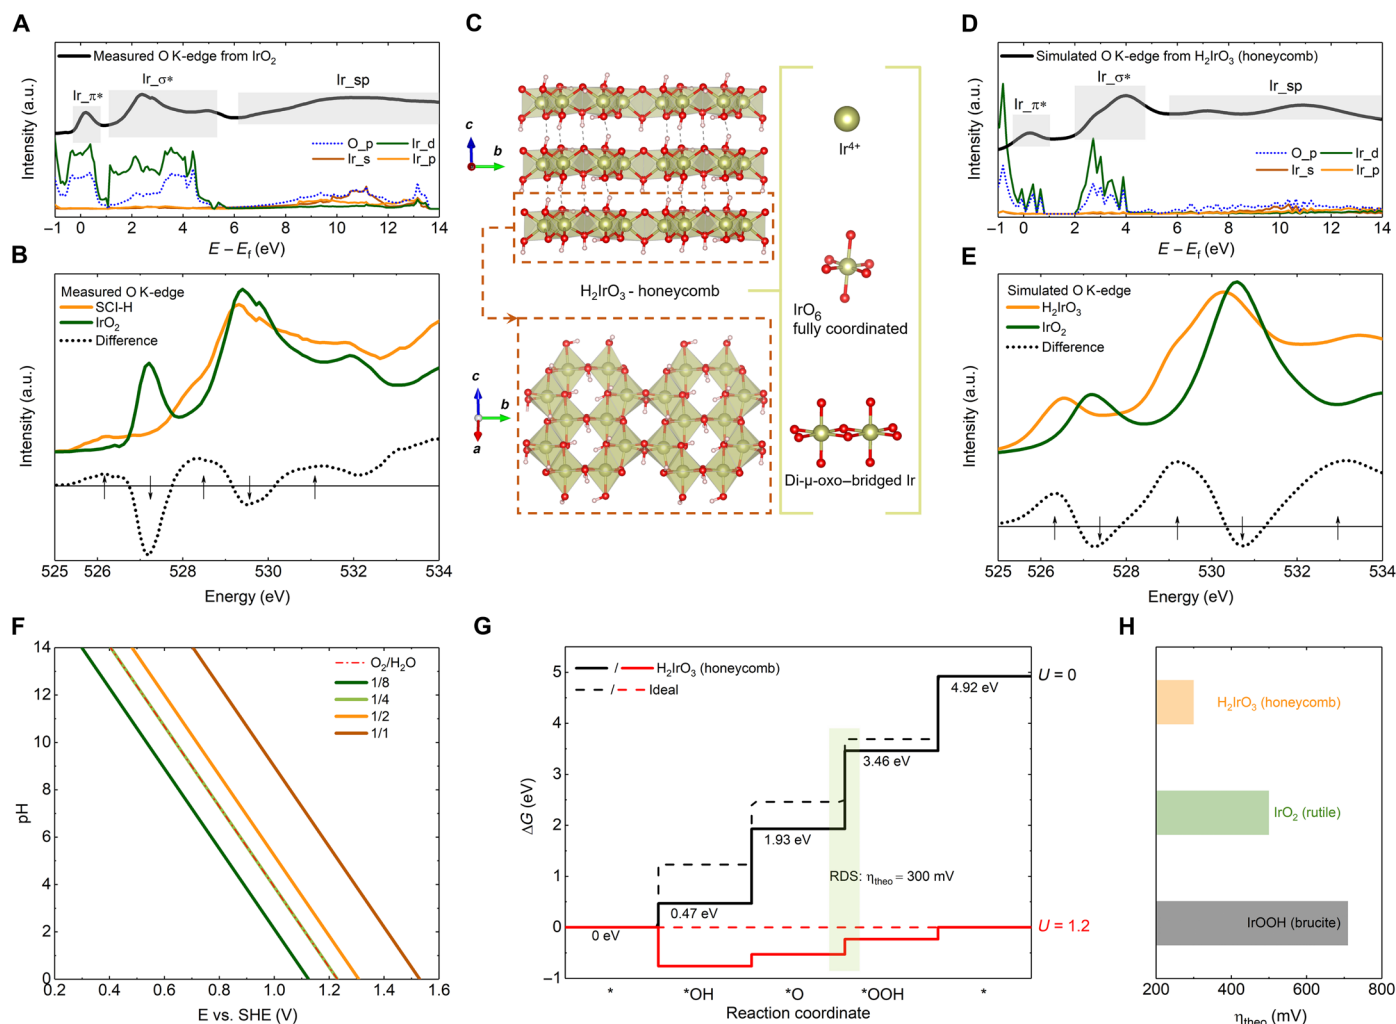 A
Measured O K-edge from IrO2
Ir_π*
Ir_σ*
Ir_sp
O_p
Ir_d
Ir_s
Ir_p
Intensity (a.u.)
−1 0 2 4 6 8 10 12 14
E − Ef (eV)
B
Measured O K-edge
SCI-H
IrO2
Difference
Intensity (a.u.)
525 526 528 530 532 534
Energy (eV)
C
c
b
H2IrO3 - honeycomb
c
b
a
Ir4+
IrO6
fully coordinated
Di-μ-oxo–bridged Ir
D
Simulated O K-edge from H2IrO3 (honeycomb)
Ir_π*
Ir_σ*
Ir_sp
O_p
Ir_d
Ir_s
Ir_p
Intensity (a.u.)
−1 0 2 4 6 8 10 12 14
E − Ef (eV)
E
Simulated O K-edge
H2IrO3
IrO2
Difference
Intensity (a.u.)
525 526 528 530 532 534
Energy (eV)
F
14
12
10
8
6
4
2
0
pH
O2/H2O
1/8
1/4
1/2
1/1
0.2 0.4 0.6 0.8 1.0 1.2 1.4 1.6
E vs. SHE (V)
G
5
4
3
2
1
0
−1
ΔG (eV)
/ H2IrO3 (honeycomb)
/ Ideal
4.92 eV
U = 0
3.46 eV
1.93 eV
RDS: ηtheo = 300 mV
0.47 eV
0 eV
U = 1.2
* *OH *O *OOH *
Reaction coordinate
H
H2IrO3 (honeycomb)
IrO2 (rutile)
IrOOH (brucite)
200 400 600 800
ηtheo (mV)